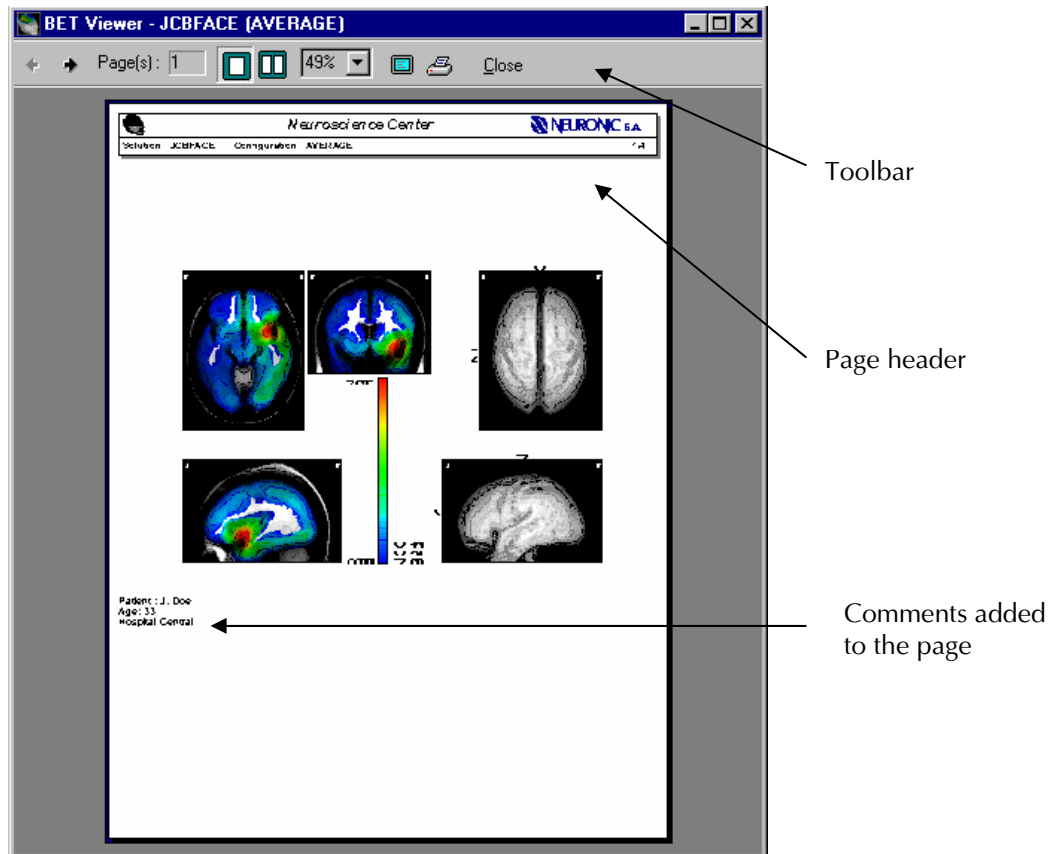 BET Viewer - JCBFACE (AVERAGE)
Page(s): 1 49% Close
Neuroscience Center NEURONIC S.A.
Solution JCBFACE Configuration AVERAGE
Toolbar
Page header
Patient : J. Doe
Age: 33
Hospital Central
Comments added
to the page